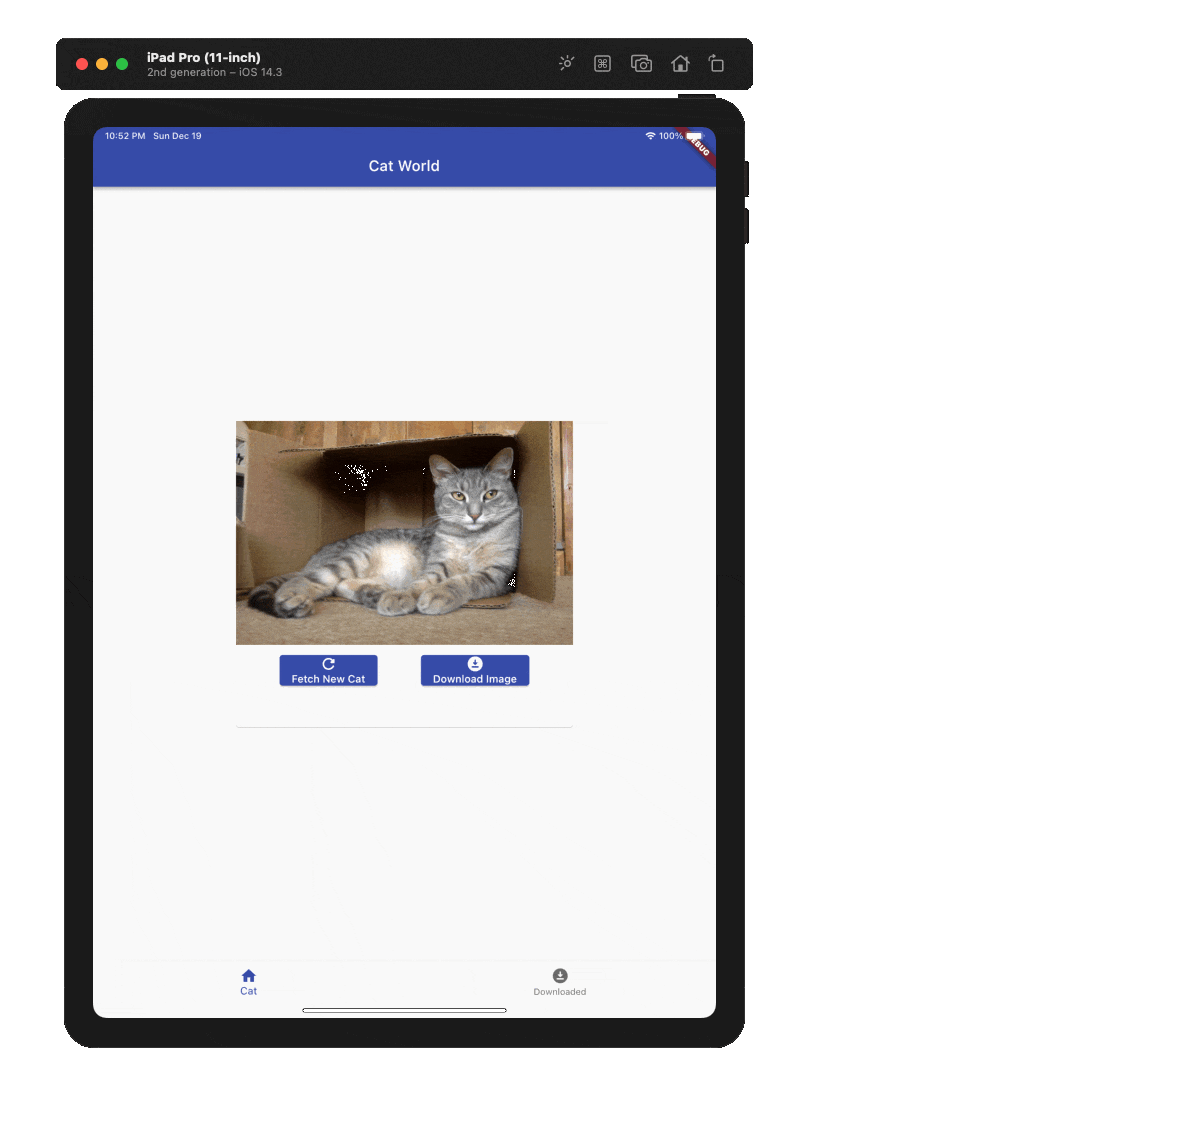 iPad Pro (11-inch)
2nd generation – iOS 14.3
10:52 PM Sun Dec 19
100%
Cat World
Fetch New Cat
Download Image
Cat
Downloaded